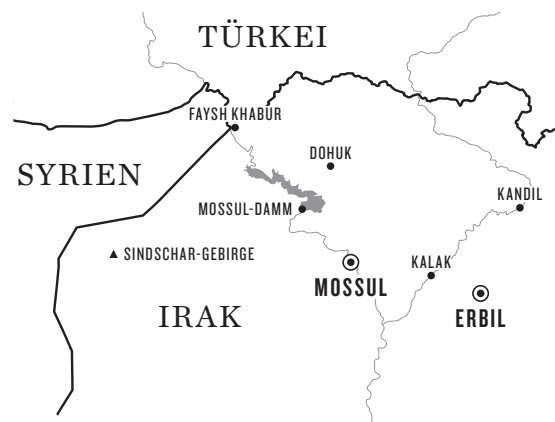 TÜRKEI
FAYSH KHABUR
DOHUK
SYRIEN
KANDIL
MOSSUL-DAMM
SINDSCHAR-GEBIRGE
KALAK
MOSSUL
IRAK
ERBIL